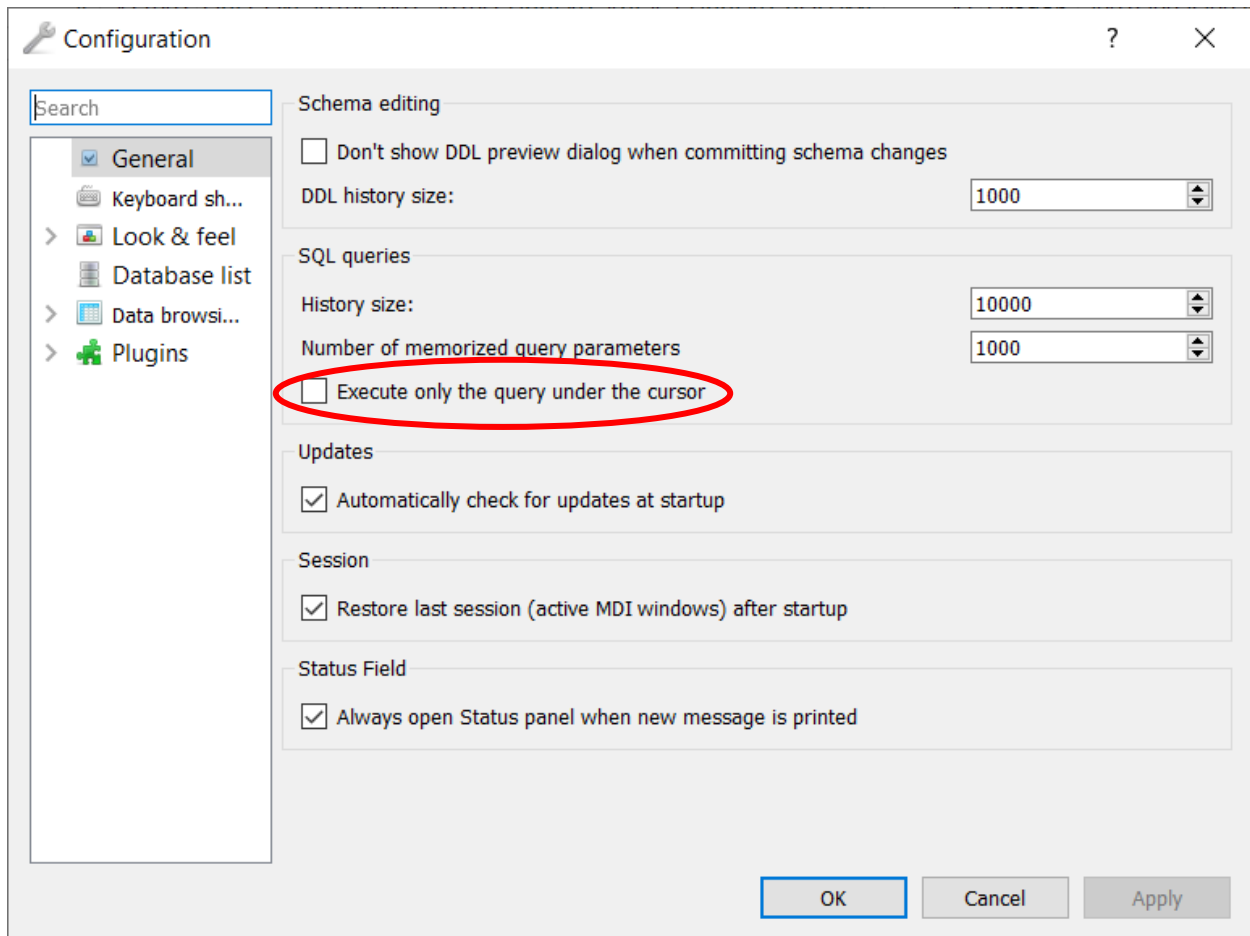 Configuration
?
Search
General
Keyboard sh...
Look & feel
Database list
Data browsi...
Plugins
Schema editing
Don't show DDL preview dialog when committing schema changes
DDL history size:
1000
SQL queries
History size:
10000
Number of memorized query parameters
1000
Execute only the query under the cursor
Updates
Automatically check for updates at startup
Session
Restore last session (active MDI windows) after startup
Status Field
Always open Status panel when new message is printed
OK
Cancel
Apply